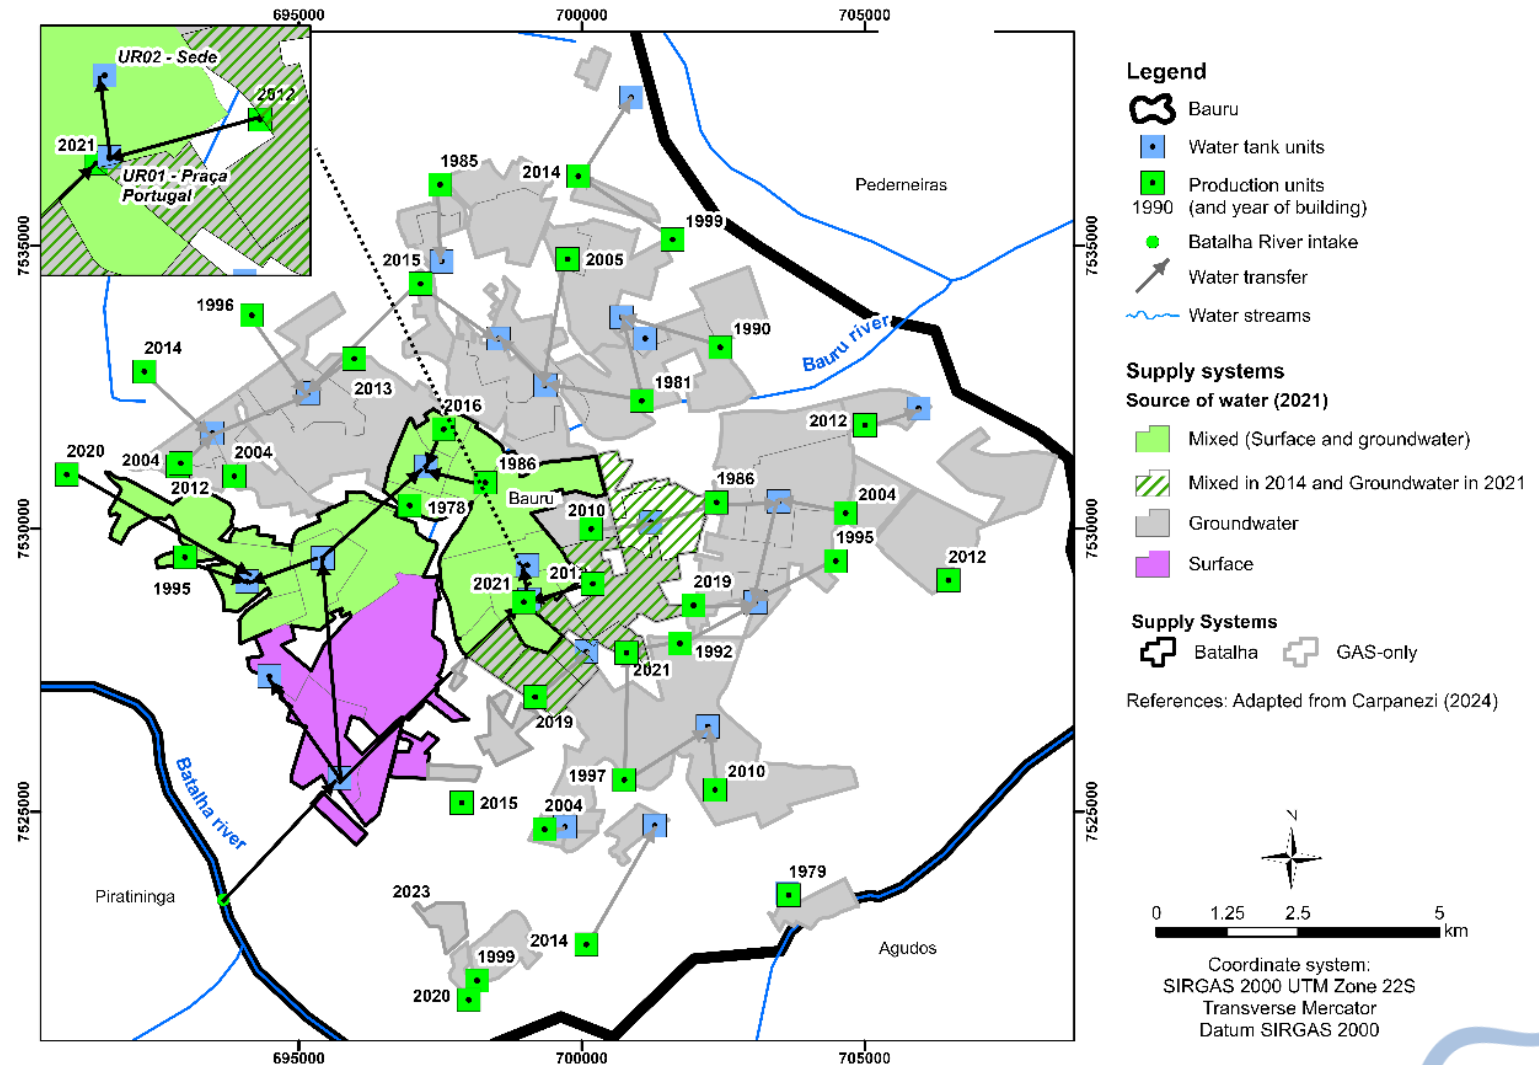 695000
700000
705000
UR02 - Sede
2012
2021
UR01 - Praça
Portugal
1985
2014
Pederneiras
1999
7535000
7535000
2015
2005
1996
1990
Bauru river
2014
2013
1981
2016
2012
2020
2004
2004
2012
1986
1986
Bauru
1978
2004
2010
1995
7530000
7530000
2012
1995
2021
2012
2019
1992
2021
2019
Batalha river
1997
2010
2015
2004
7525000
7525000
1979
Piratininga
2023
2014
Agudos
1999
2020
695000
700000
705000
Legend
Bauru
Water tank units
Production units
1990 (and year of building)
Batalha River intake
Water transfer
Water streams
Supply systems
Source of water (2021)
Mixed (Surface and groundwater)
Mixed in 2014 and Groundwater in 2021
Groundwater
Surface
Supply Systems
Batalha
GAS-only
References: Adapted from Carpanezi (2024)
N
0 1.25 2.5 5
km
Coordinate system:
SIRGAS 2000 UTM Zone 22S
Transverse Mercator
Datum SIRGAS 2000